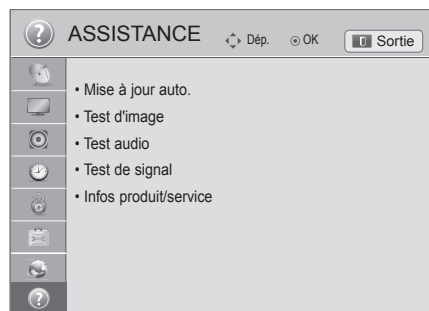 ASSISTANCE Dép. OK Sortie
• Mise à jour auto.
• Test d'image
• Test audio
• Test de signal
• Infos produit/service